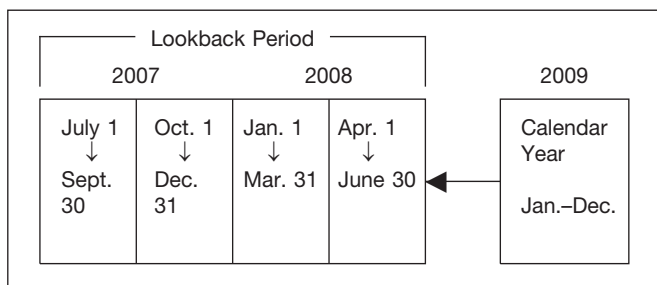 Lookback Period
2007 2008 2009
July 1 Oct. 1 Jan. 1 Apr. 1 Calendar
↓ ↓ ↓ ↓ Year
Sept. Dec. Mar. 31 June 30
30 31 Jan.–Dec.